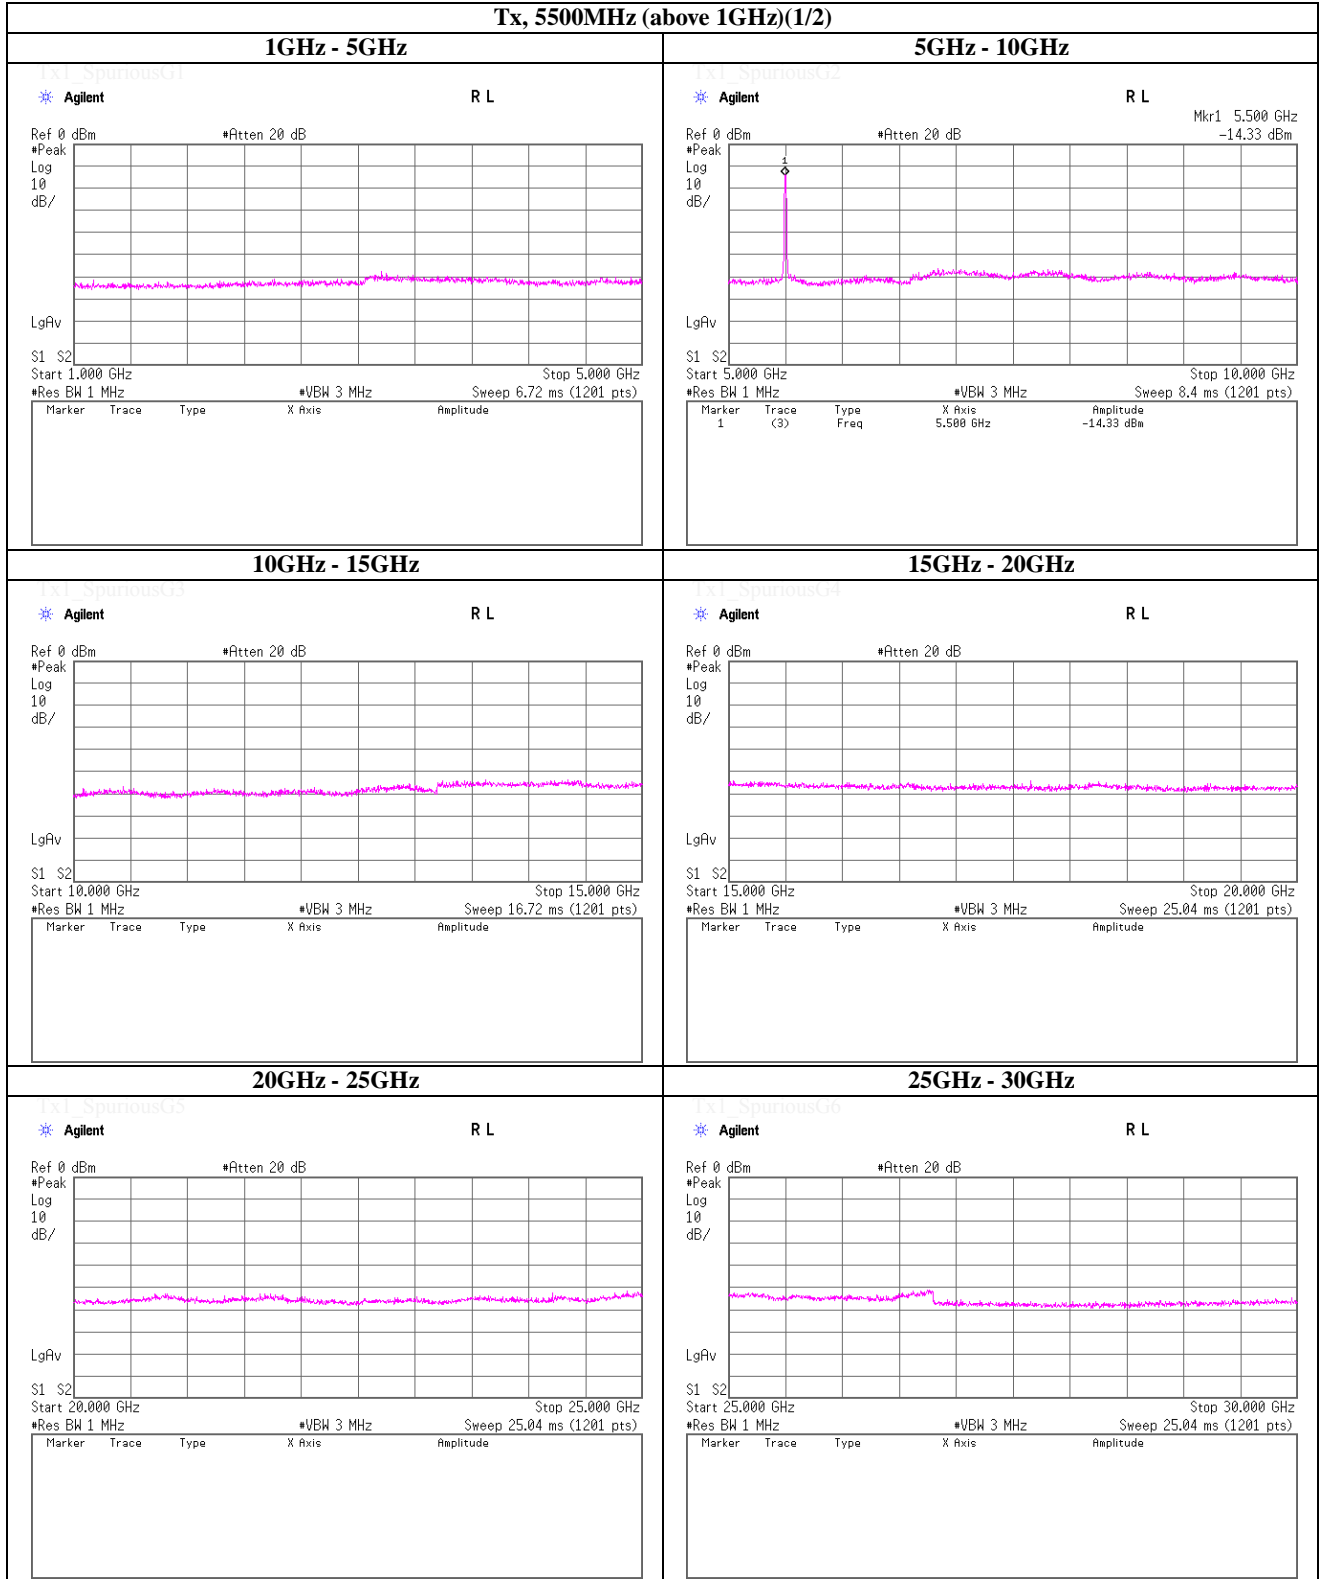 Tx, 5500MHz (above 1GHz)(1/2)
1GHz - 5GHz
Tx1_SpuriousG1
Agilent R L
Ref 0 dBm #Atten 20 dB
#Peak
Log
10
dB/
LgAv
S1 S2
Start 1.000 GHz Stop 5.000 GHz
#Res BW 1 MHz #VBW 3 MHz Sweep 6.72 ms (1201 pts)
Marker Trace Type X Axis Amplitude
5GHz - 10GHz
Tx1_SpuriousG2
Agilent R L
Mkr1 5.500 GHz
Ref 0 dBm #Atten 20 dB -14.33 dBm
#Peak
Log
10
dB/
1
LgAv
S1 S2
Start 5.000 GHz Stop 10.000 GHz
#Res BW 1 MHz #VBW 3 MHz Sweep 8.4 ms (1201 pts)
Marker Trace Type X Axis Amplitude
1 (3) Freq 5.500 GHz -14.33 dBm
10GHz - 15GHz
Tx1_SpuriousG3
Agilent R L
Ref 0 dBm #Atten 20 dB
#Peak
Log
10
dB/
LgAv
S1 S2
Start 10.000 GHz Stop 15.000 GHz
#Res BW 1 MHz #VBW 3 MHz Sweep 16.72 ms (1201 pts)
Marker Trace Type X Axis Amplitude
15GHz - 20GHz
Tx1_SpuriousG4
Agilent R L
Ref 0 dBm #Atten 20 dB
#Peak
Log
10
dB/
LgAv
S1 S2
Start 15.000 GHz Stop 20.000 GHz
#Res BW 1 MHz #VBW 3 MHz Sweep 25.04 ms (1201 pts)
Marker Trace Type X Axis Amplitude
20GHz - 25GHz
Tx1_SpuriousG5
Agilent R L
Ref 0 dBm #Atten 20 dB
#Peak
Log
10
dB/
LgAv
S1 S2
Start 20.000 GHz Stop 25.000 GHz
#Res BW 1 MHz #VBW 3 MHz Sweep 25.04 ms (1201 pts)
Marker Trace Type X Axis Amplitude
25GHz - 30GHz
Tx1_SpuriousG6
Agilent R L
Ref 0 dBm #Atten 20 dB
#Peak
Log
10
dB/
LgAv
S1 S2
Start 25.000 GHz Stop 30.000 GHz
#Res BW 1 MHz #VBW 3 MHz Sweep 25.04 ms (1201 pts)
Marker Trace Type X Axis Amplitude